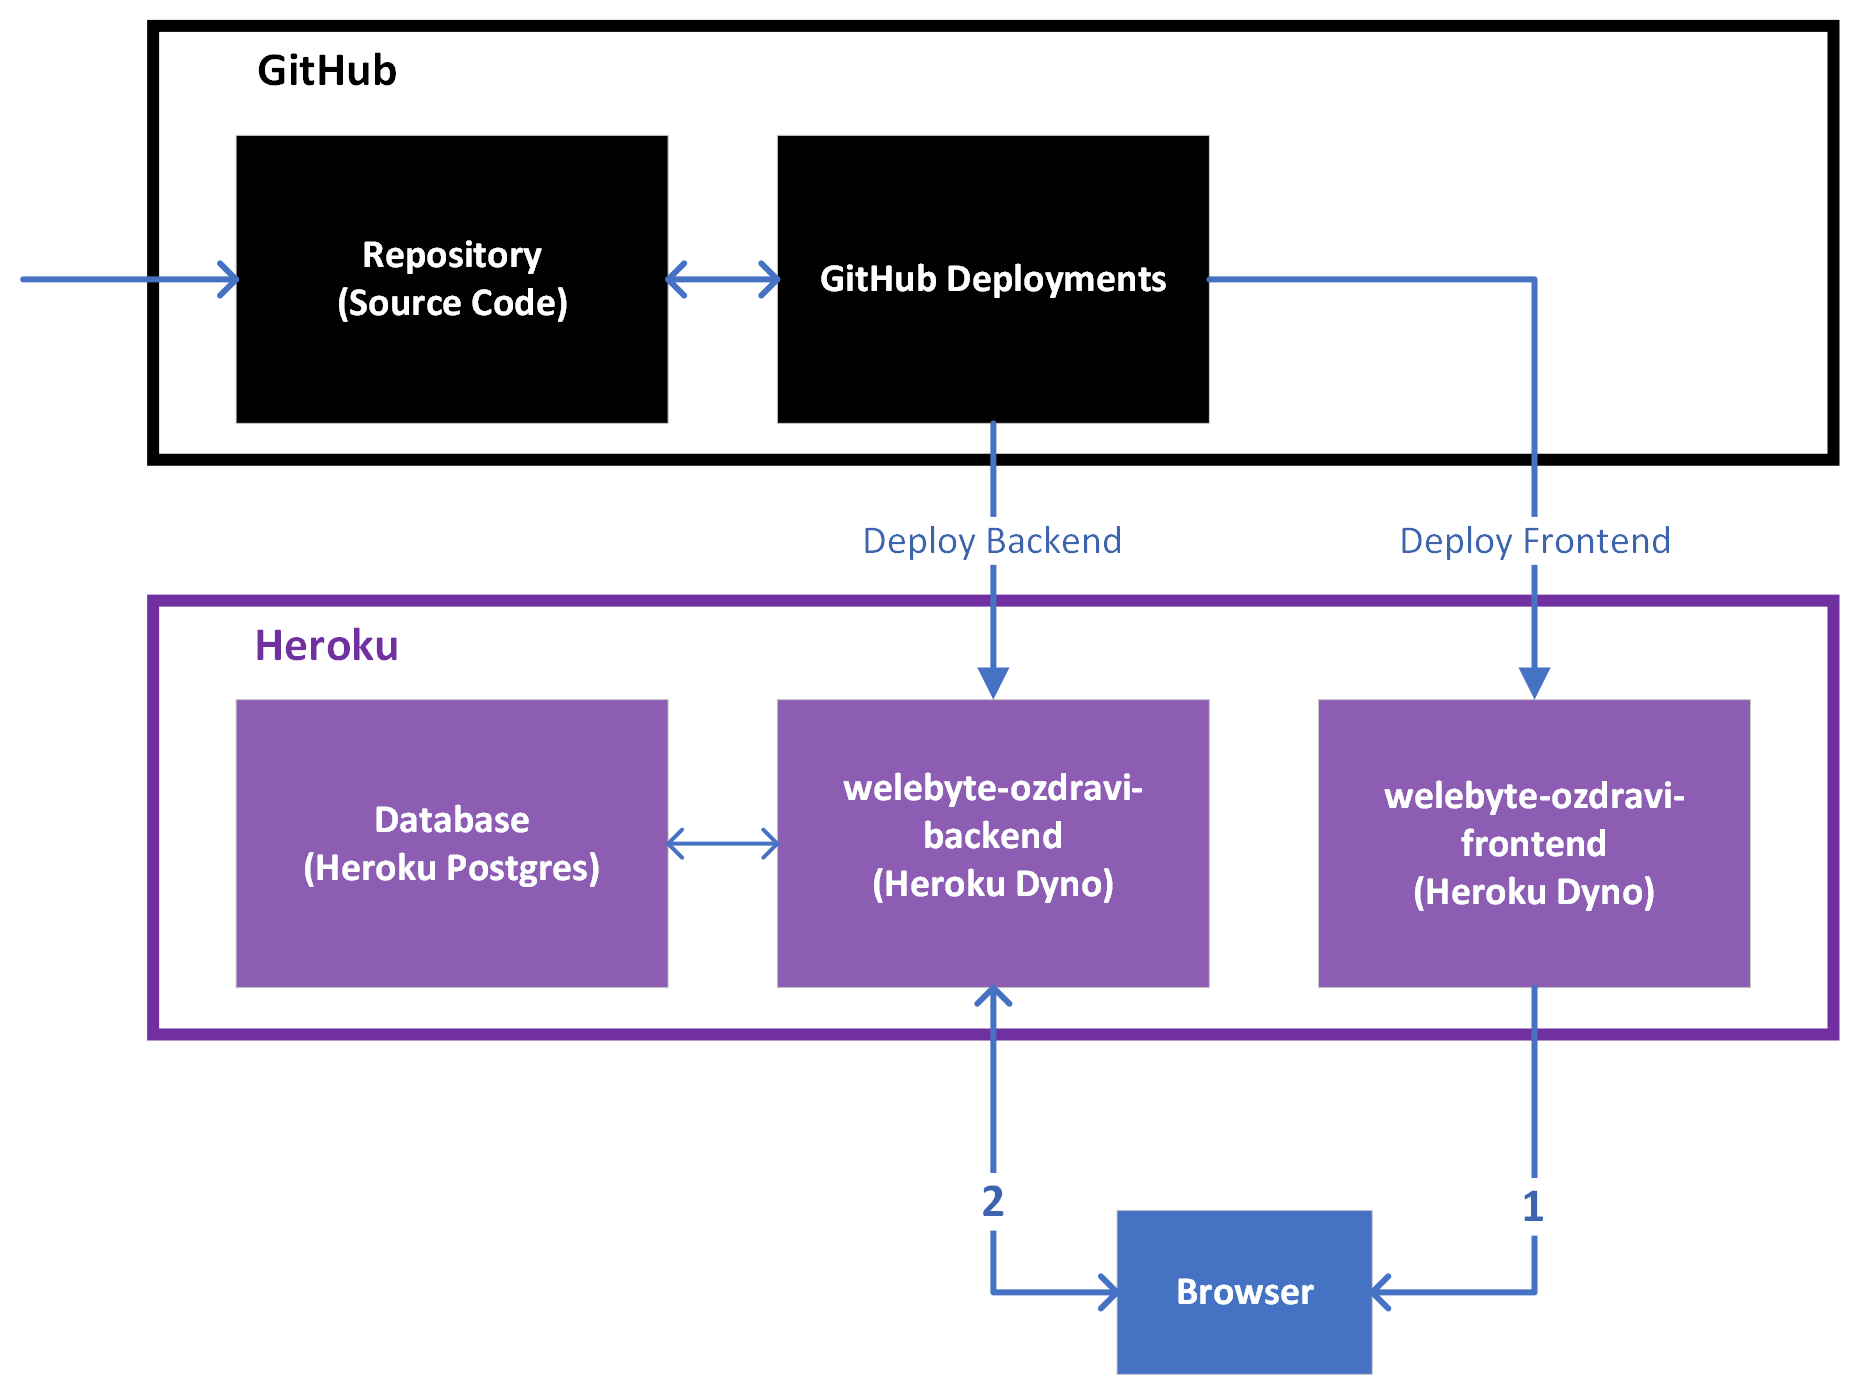 GitHub
Repository
(Source Code)
GitHub Deployments
Deploy Backend
Deploy Frontend
Heroku
Database
(Heroku Postgres)
welebyte-ozdravi-
backend
(Heroku Dyno)
welebyte-ozdravi-
frontend
(Heroku Dyno)
2
1
Browser